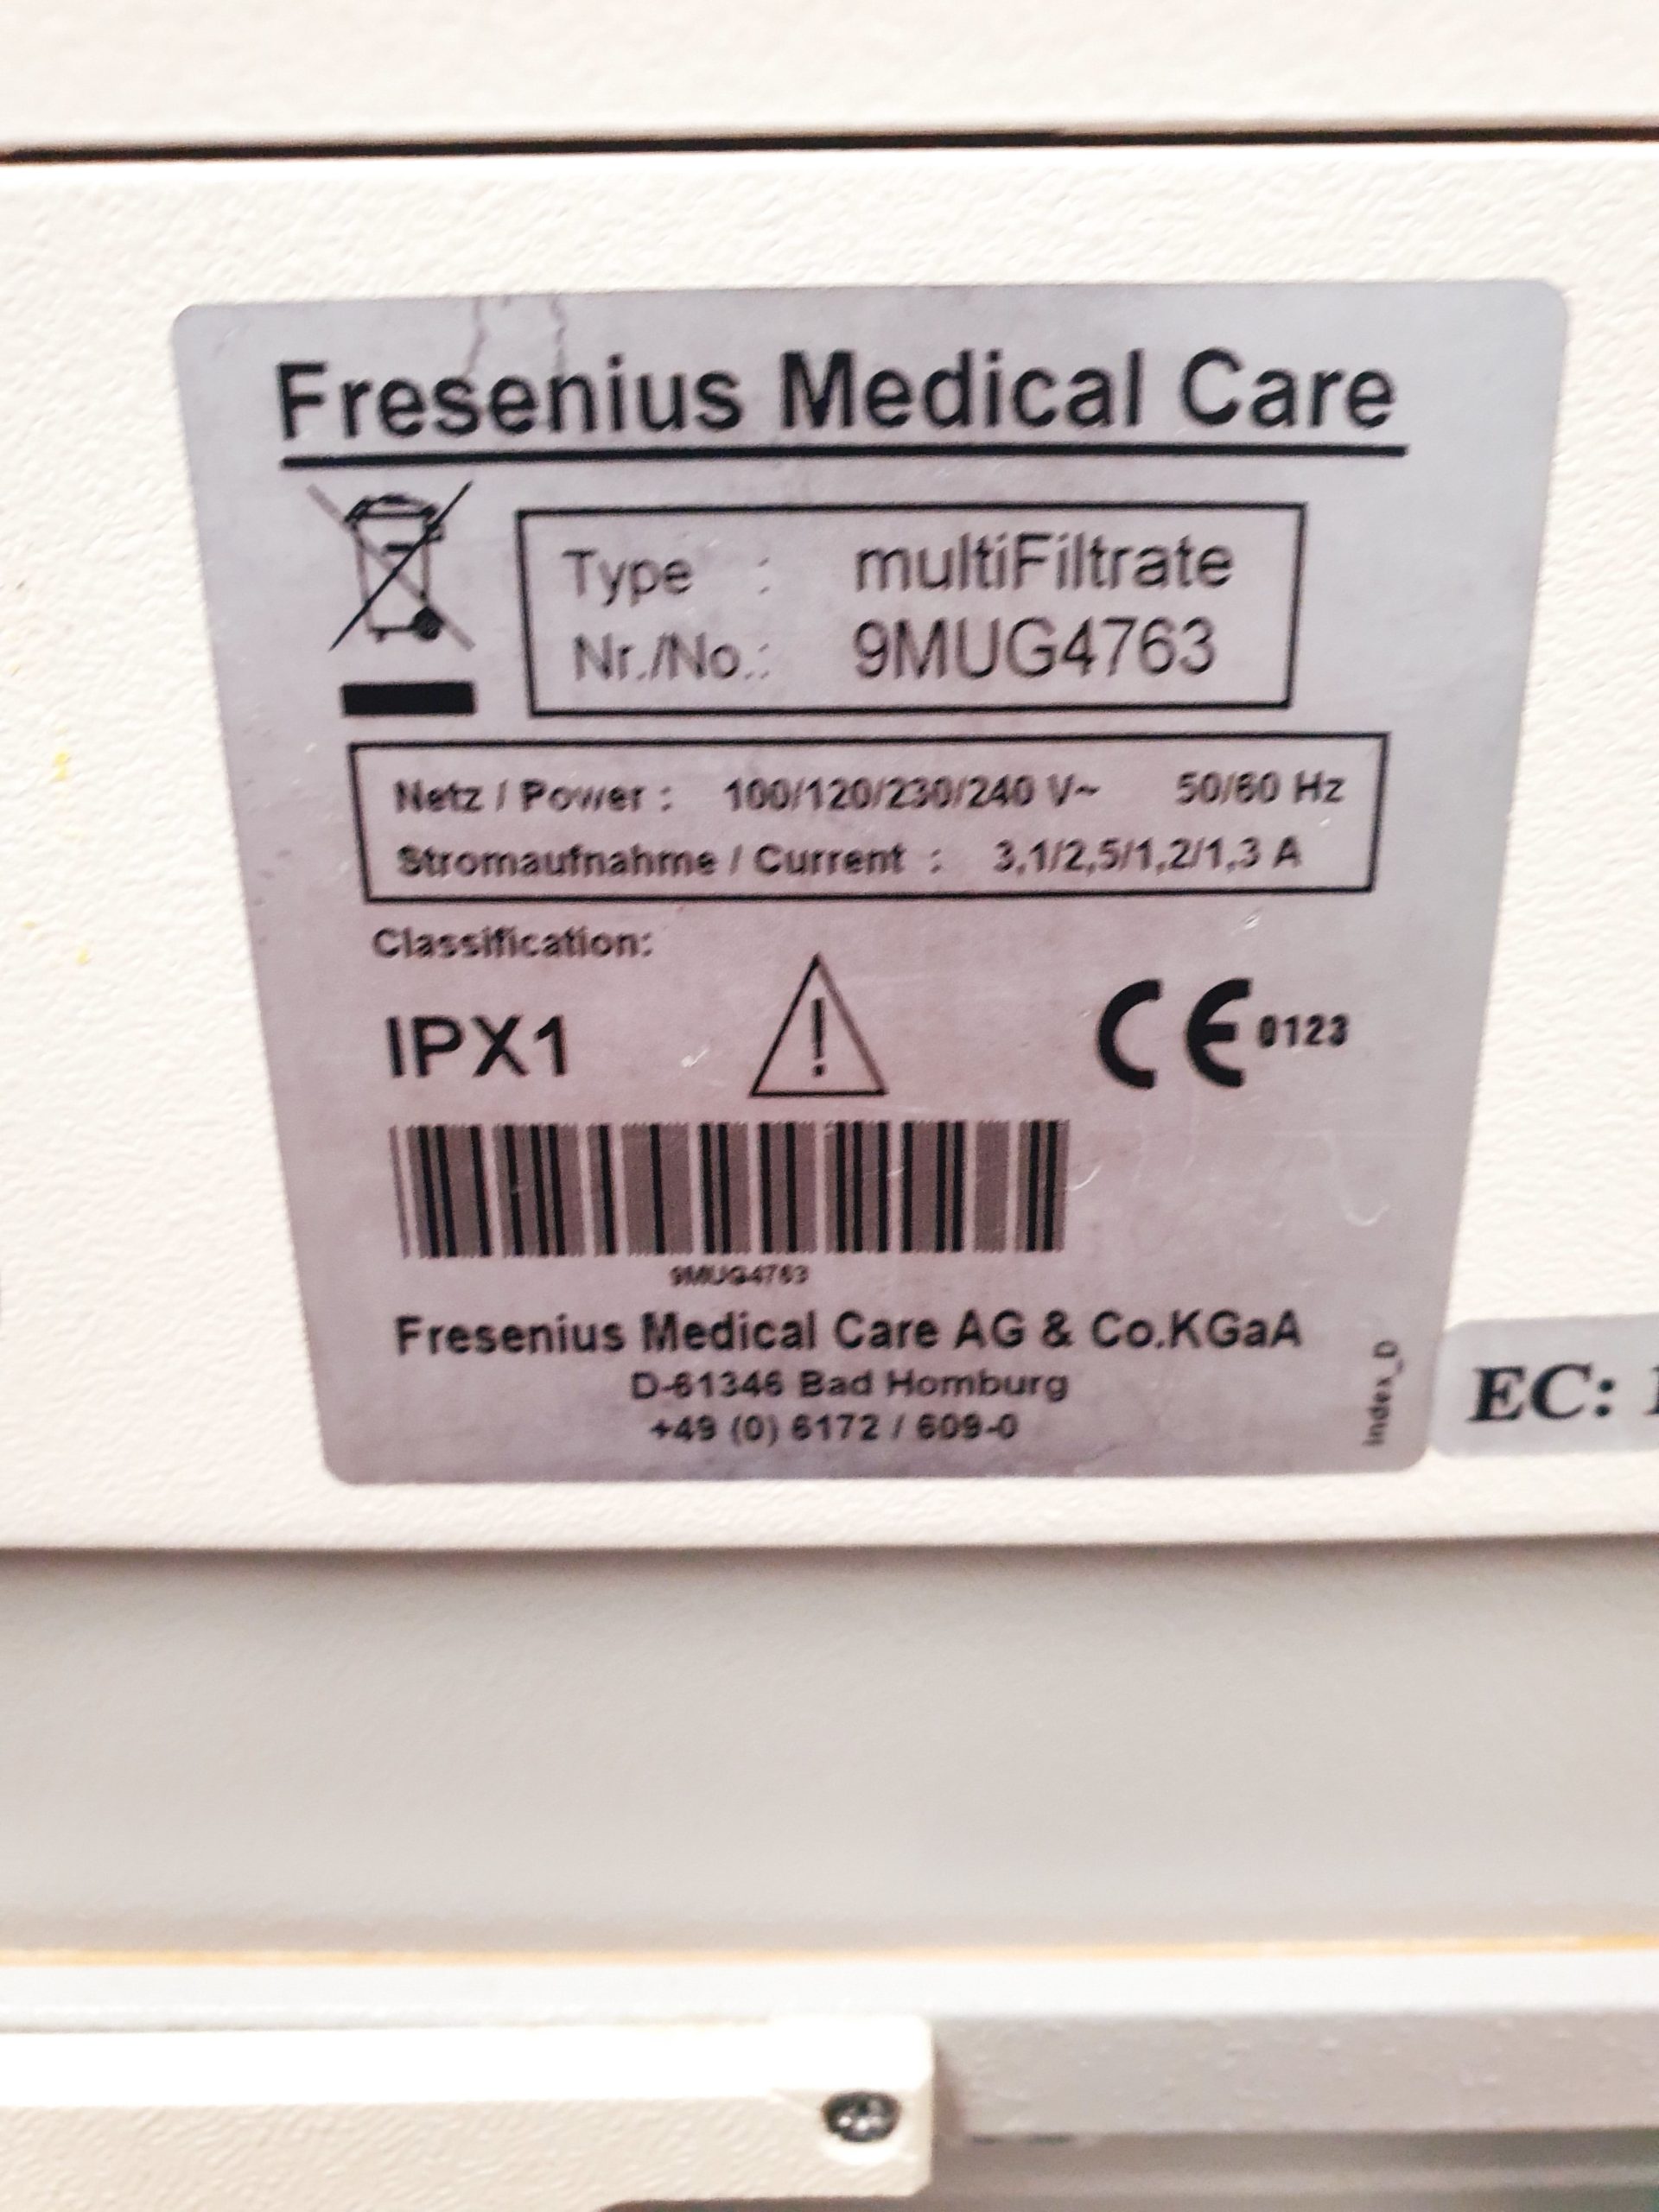 Fresenius Medical Care
Type : multiFiltrate
Nr./No.: 9MUG4763
Netz / Power : 100/120/230/240 V~ 50/60 Hz
Stromaufnahme / Current : 3,1/2,5/1,2/1,3 A
Classification:
IPX1
!
CE 0123
9MUG4763
Fresenius Medical Care AG & Co.KGaA
D-61346 Bad Homburg
+49 (0) 6172 / 609-0
Index_D
EC: